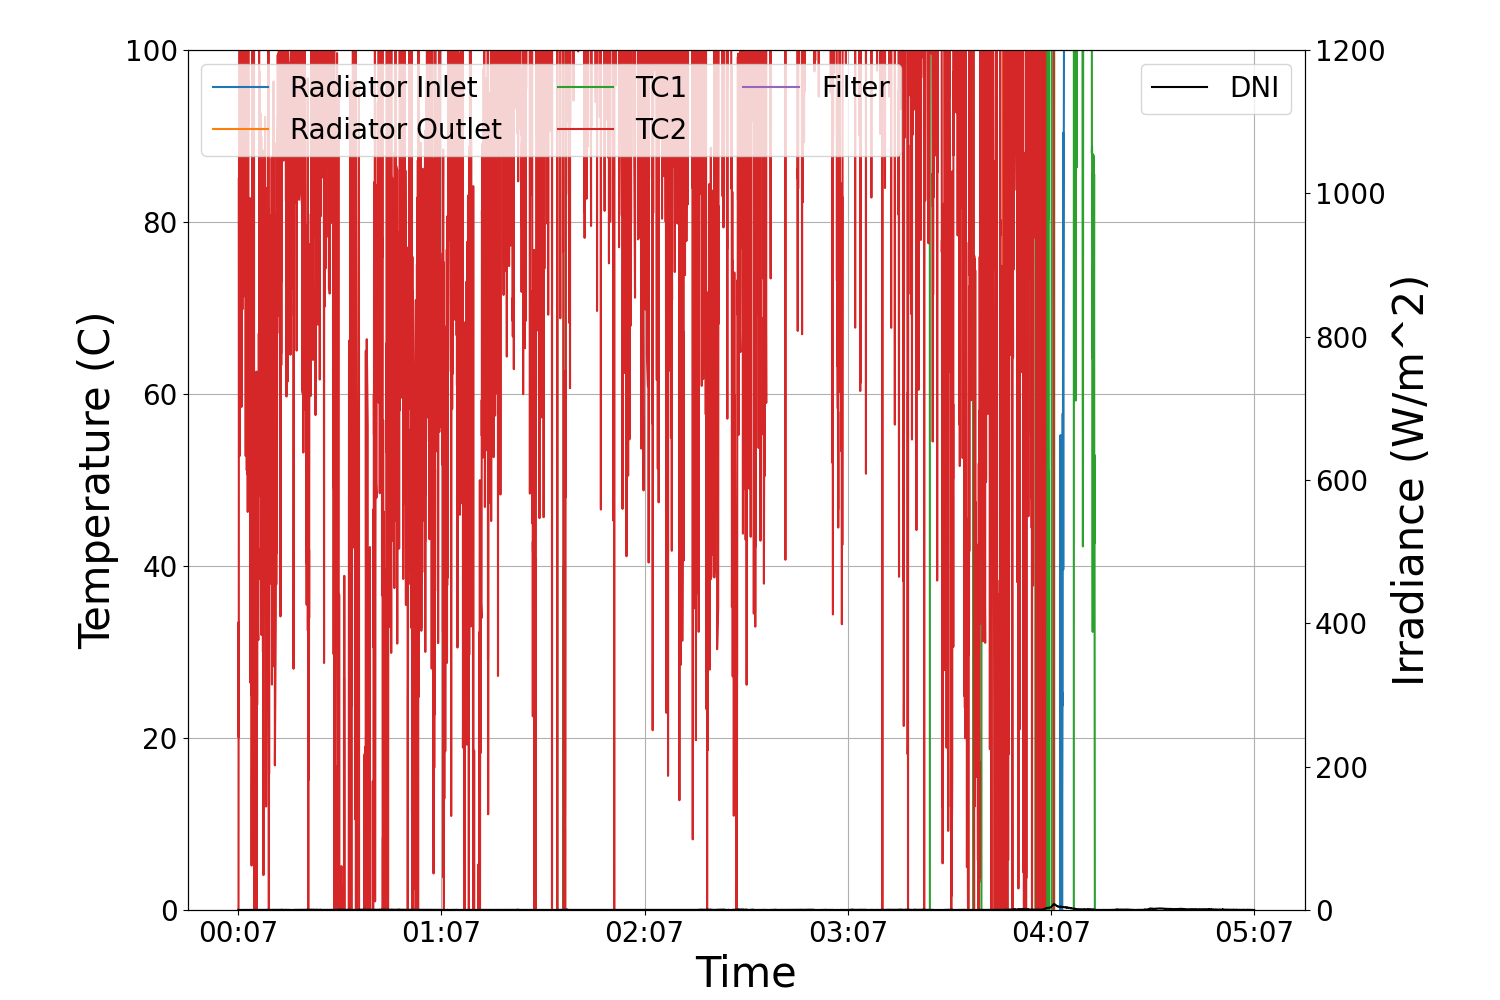 100
80
60
40
20
0
Temperature (C)
Radiator Inlet
Radiator Outlet
TC1
TC2
Filter
DNI
1200
1000
800
600
400
200
0
Irradiance (W/m^2)
00:07
01:07
02:07
03:07
04:07
05:07
Time